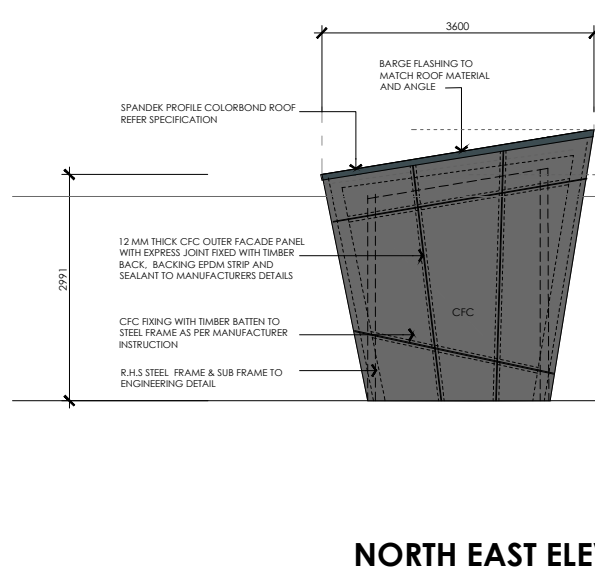 3600
BARGE FLASHING TO
MATCH ROOF MATERIAL
AND ANGLE
SPANDEK PROFILE COLORBOND ROOF
REFER SPECIFICATION
12 MM THICK CFC OUTER FACADE PANEL
WITH EXPRESS JOINT FIXED WITH TIMBER
BACK, BACKING EPDM STRIP AND
SEALANT TO MANUFACTURERS DETAILS
2991
CFC
CFC FIXING WITH TIMBER BATTEN TO
STEEL FRAME AS PER MANUFACTURER
INSTRUCTION
R.H.S STEEL FRAME & SUB FRAME TO
ENGINEERING DETAIL
NORTH EAST ELE